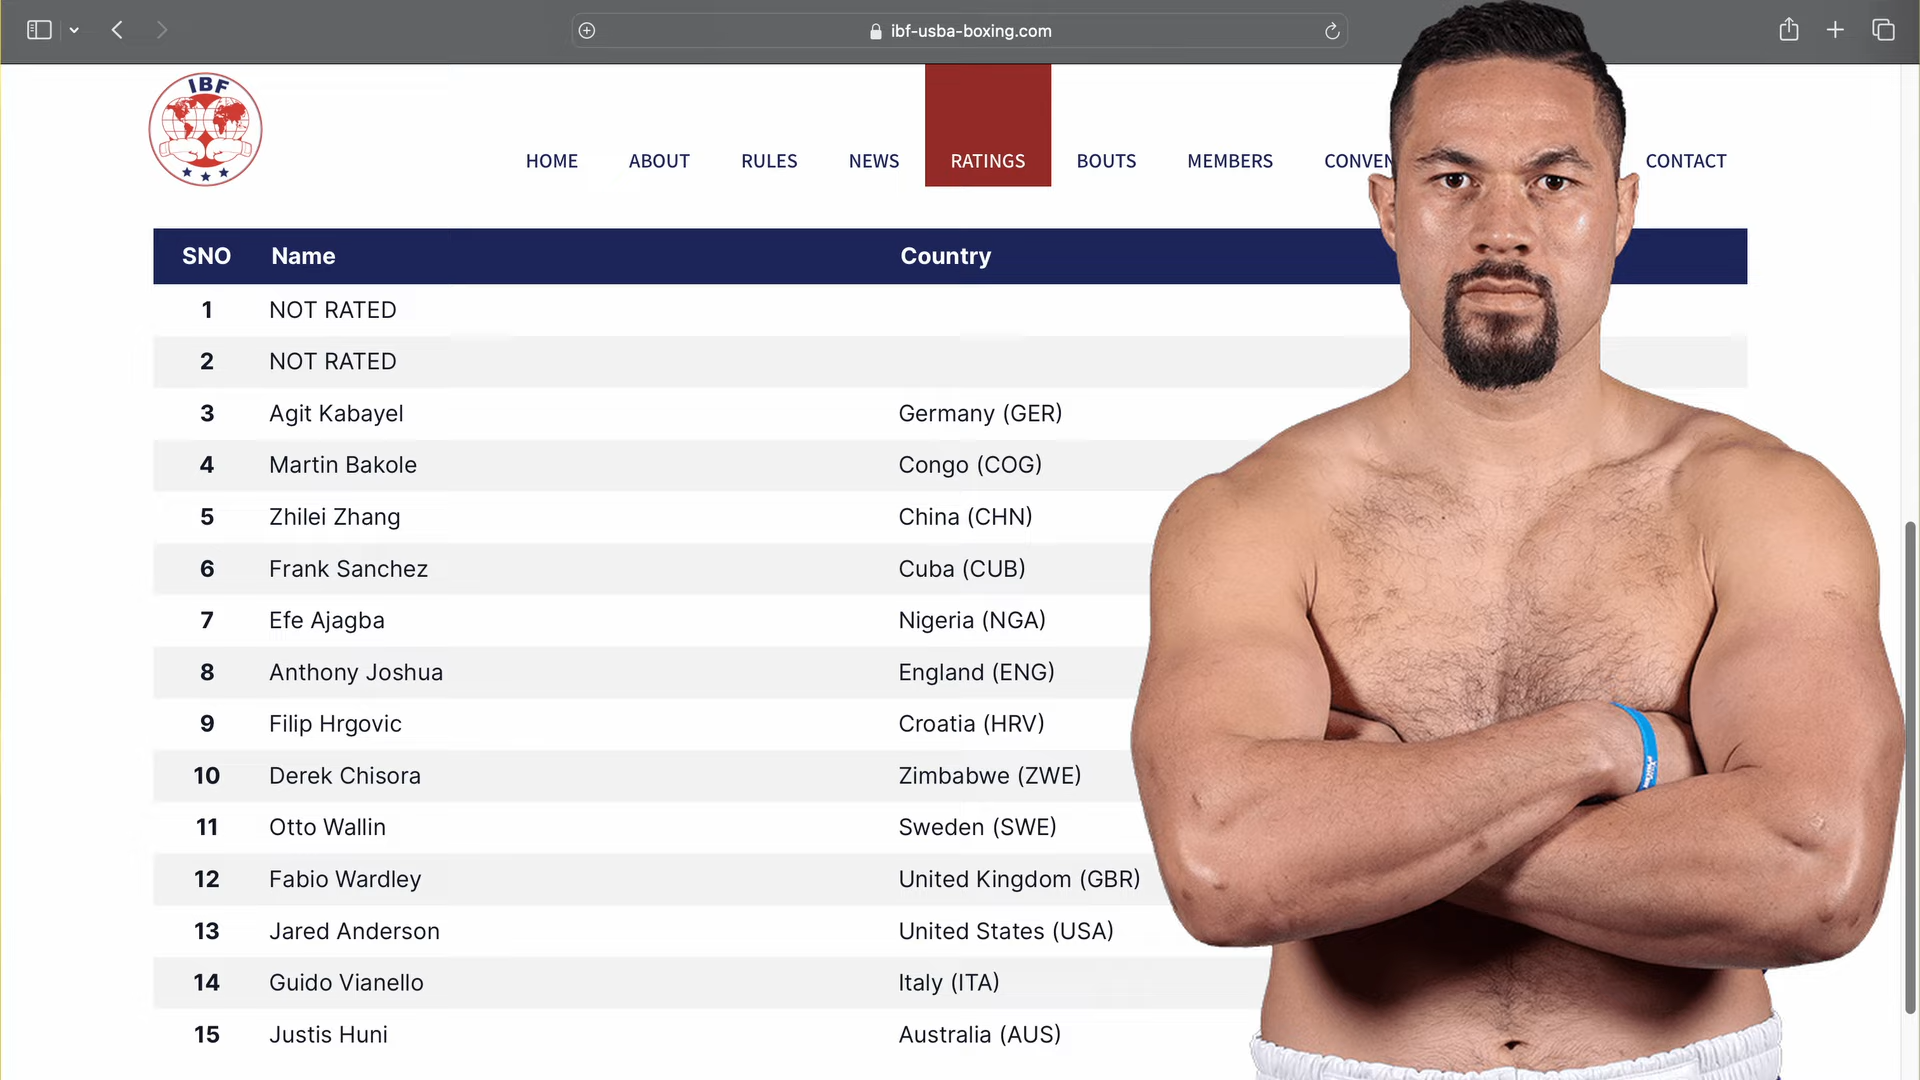 ibf-usba-boxing.com
IBF
HOME ABOUT RULES NEWS RATINGS BOUTS MEMBERS CONVEN CONTACT
SNO Name Country
1 NOT RATED
2 NOT RATED
3 Agit Kabayel Germany (GER)
4 Martin Bakole Congo (COG)
5 Zhilei Zhang China (CHN)
6 Frank Sanchez Cuba (CUB)
7 Efe Ajagba Nigeria (NGA)
8 Anthony Joshua England (ENG)
9 Filip Hrgovic Croatia (HRV)
10 Derek Chisora Zimbabwe (ZWE)
11 Otto Wallin Sweden (SWE)
12 Fabio Wardley United Kingdom (GBR)
13 Jared Anderson United States (USA)
14 Guido Vianello Italy (ITA)
15 Justis Huni Australia (AUS)